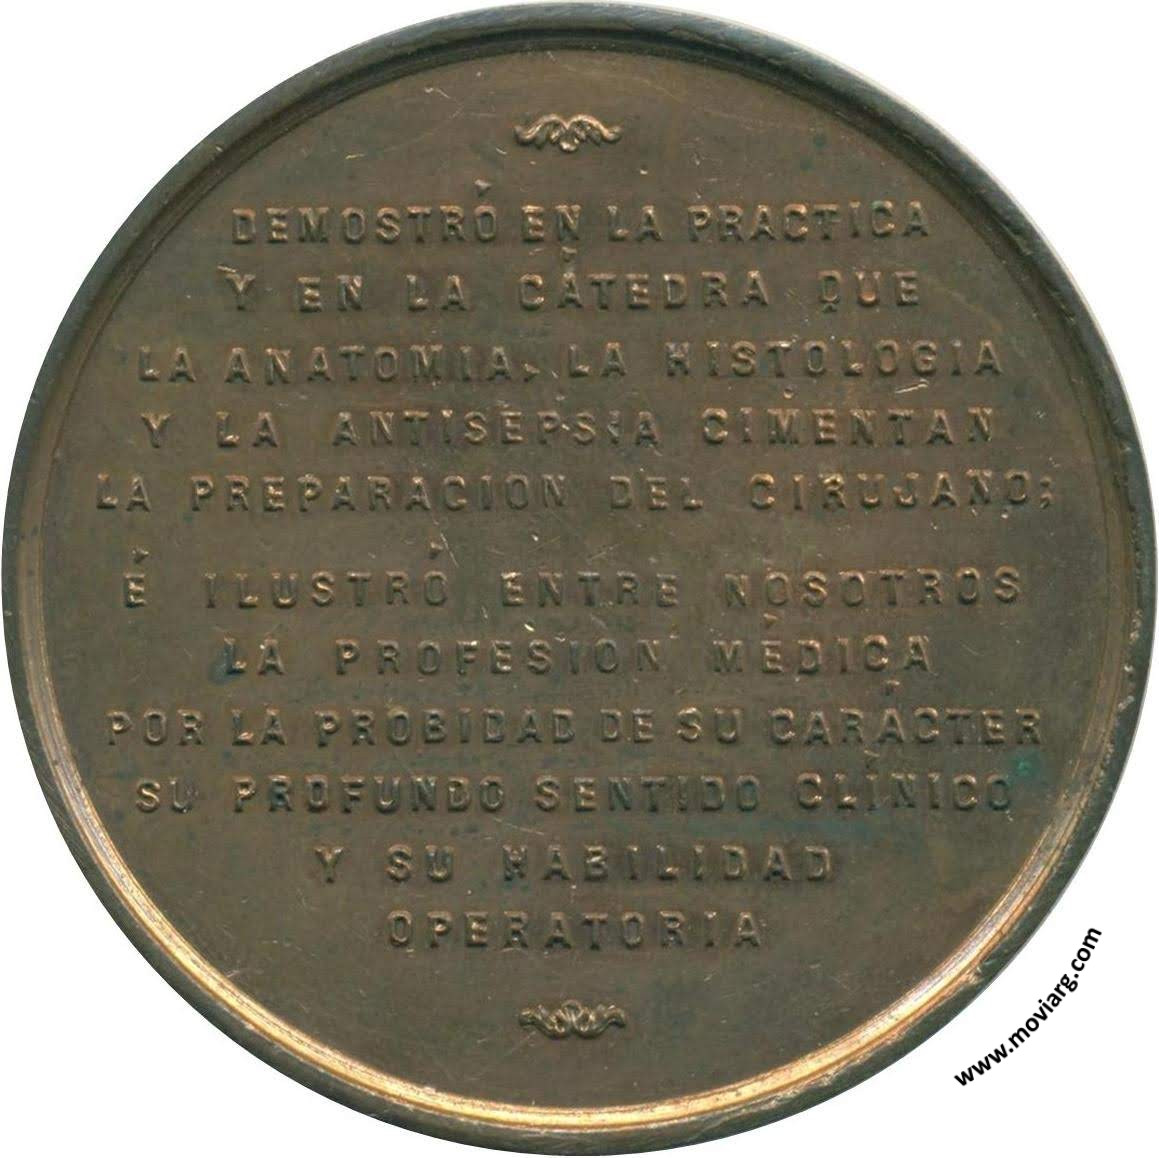 DEMOSTRÓ EN LA PRACTICA
Y EN LA CÁTEDRA QUE
LA ANATOMIA, LA HISTOLOGIA
Y LA ANTISEPSIA CIMENTAN
LA PREPARACION DEL CIRUJANO;
É ILUSTRÓ ENTRE NOSOTROS
LA PROFESION MÉDICA
POR LA PROBIDAD DE SU CARÁCTER
SU PROFUNDO SENTIDO CLÍNICO
Y SU HABILIDAD
OPERATORIA
www.moviarg.com